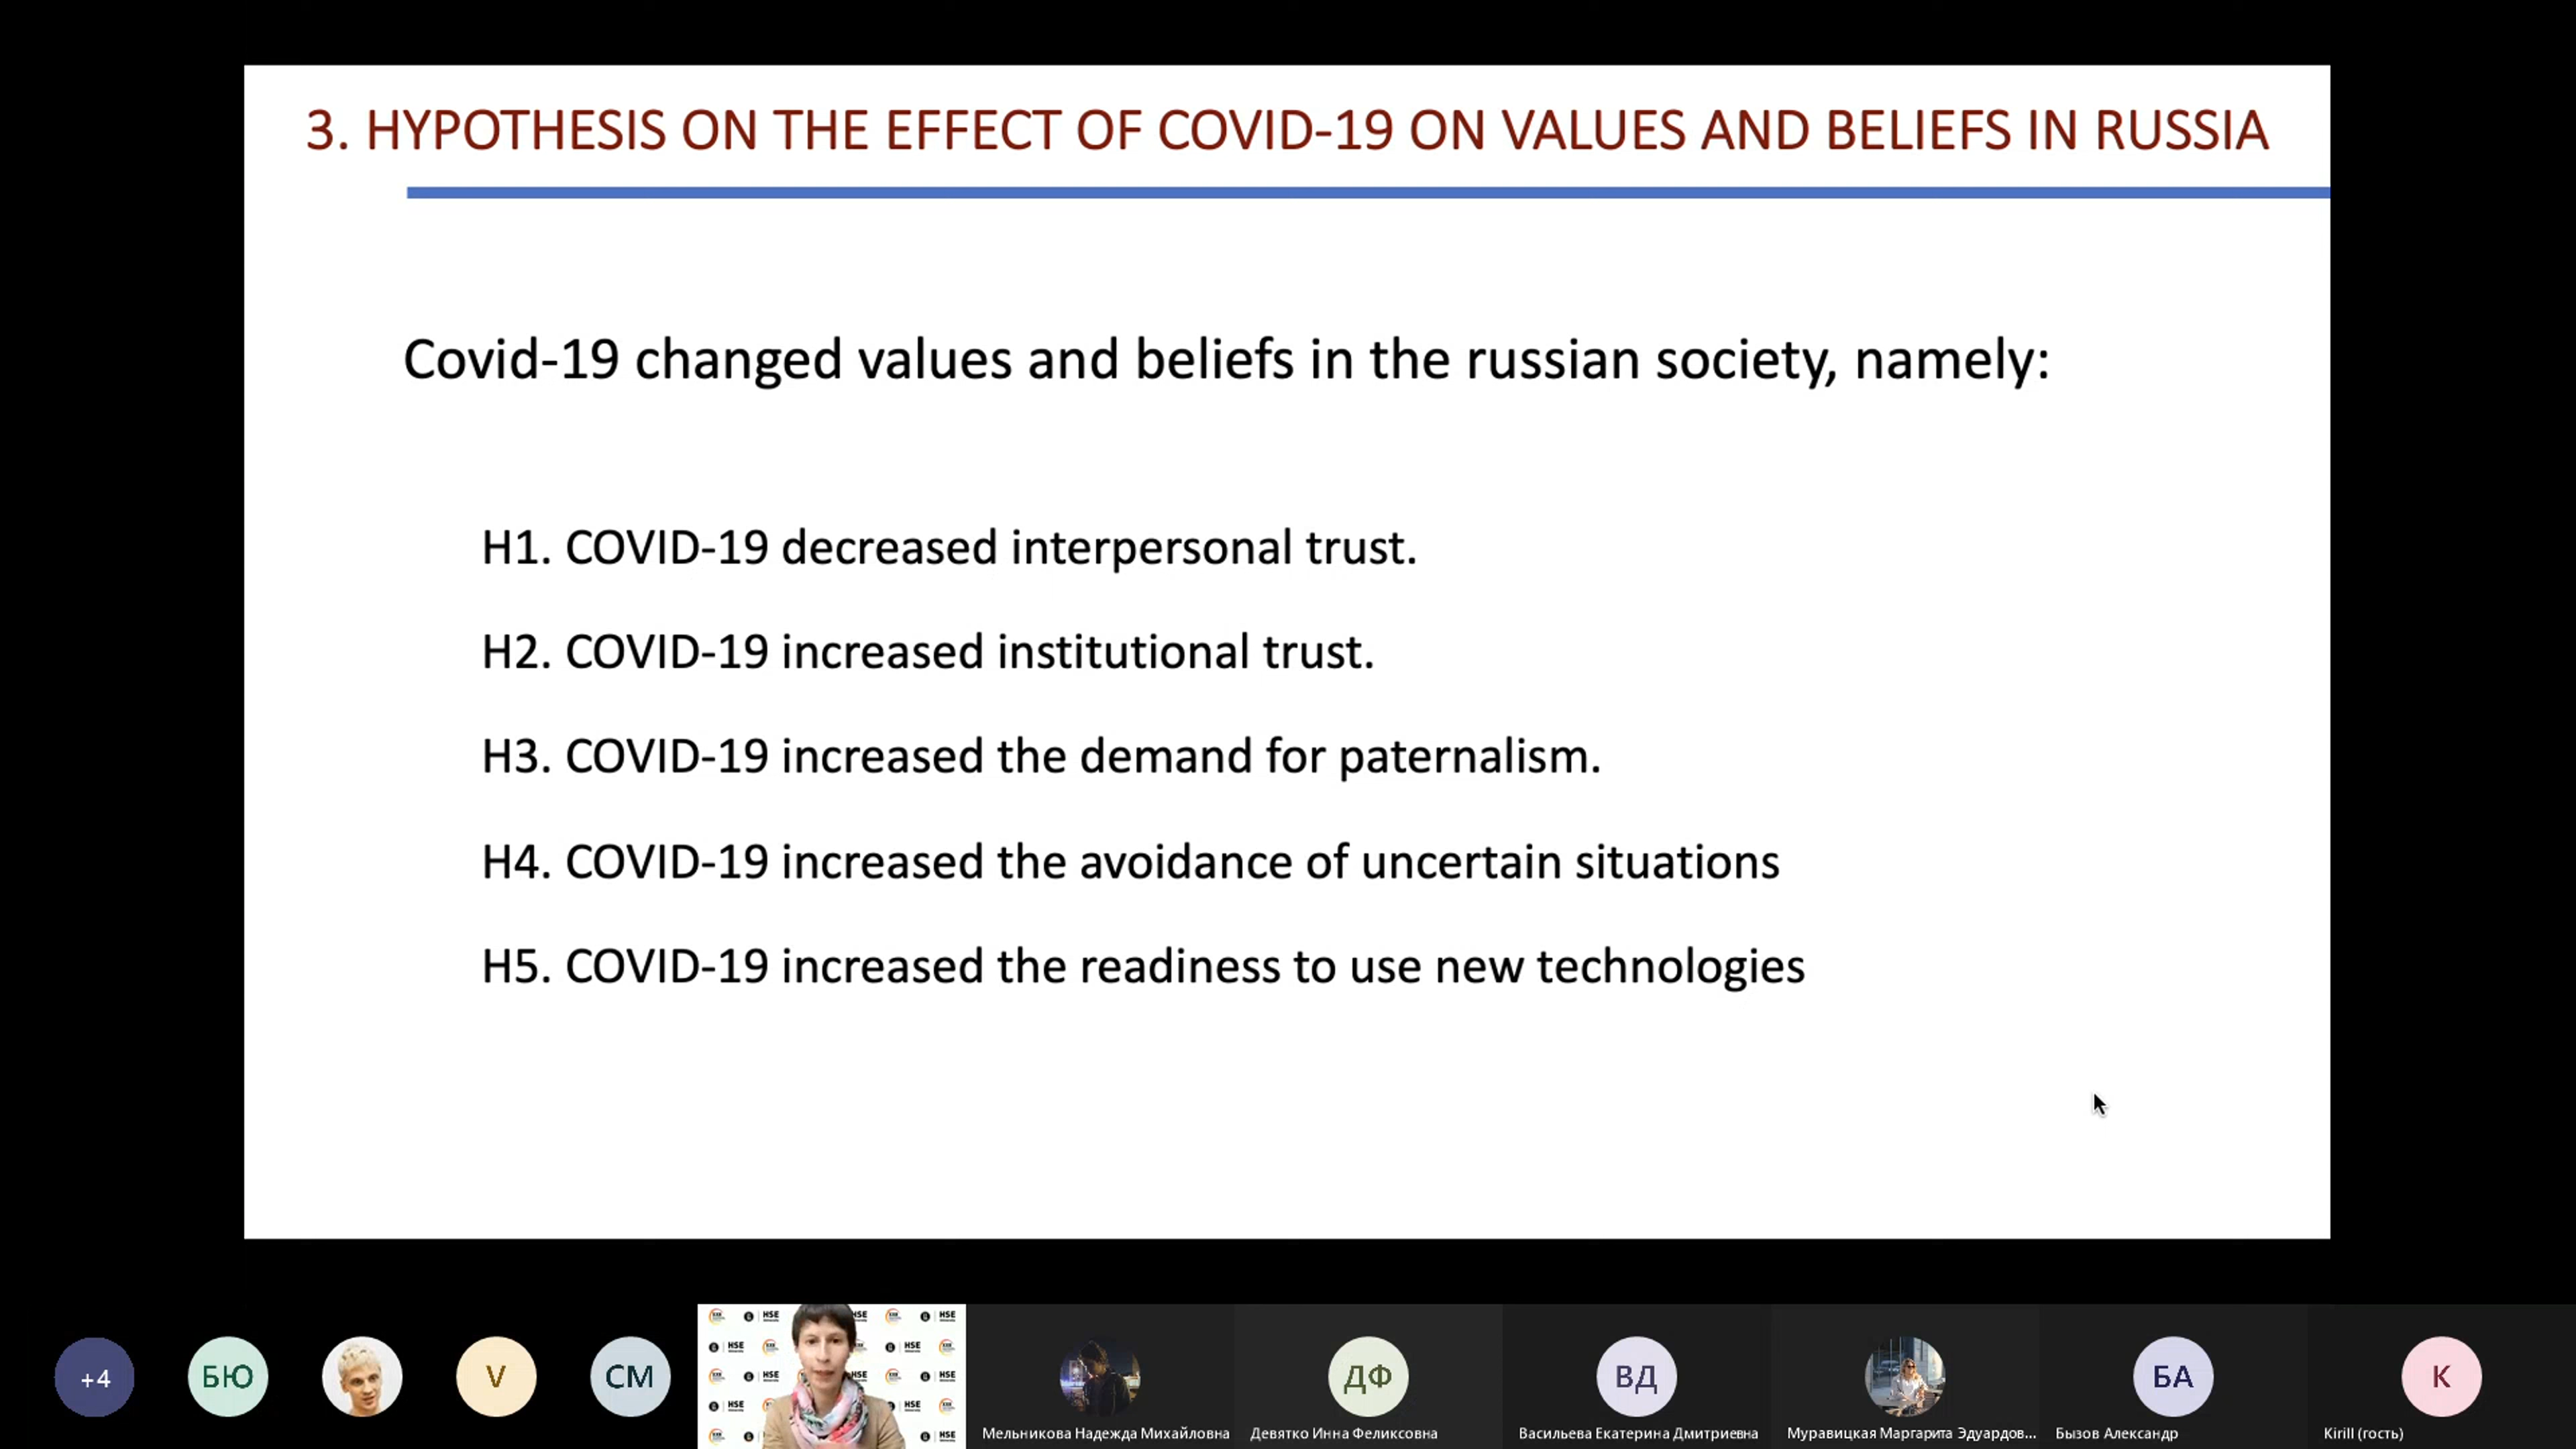 3. HYPOTHESIS ON THE EFFECT OF COVID-19 ON VALUES AND BELIEFS IN RUSSIA
Covid-19 changed values and beliefs in the russian society, namely:
H1. COVID-19 decreased interpersonal trust.
H2. COVID-19 increased institutional trust.
H3. COVID-19 increased the demand for paternalism.
H4. COVID-19 increased the avoidance of uncertain situations
H5. COVID-19 increased the readiness to use new technologies
+4
БЮ
V
СМ
HSE
University
ДФ
ВД
БА
K
Мельникова Надежда Михайловна
Девятко Инна Феликсовна
Васильева Екатерина Дмитриевна
Муравицкая Маргарита Эдуардов...
Бызов Александр
Kirill (гость)